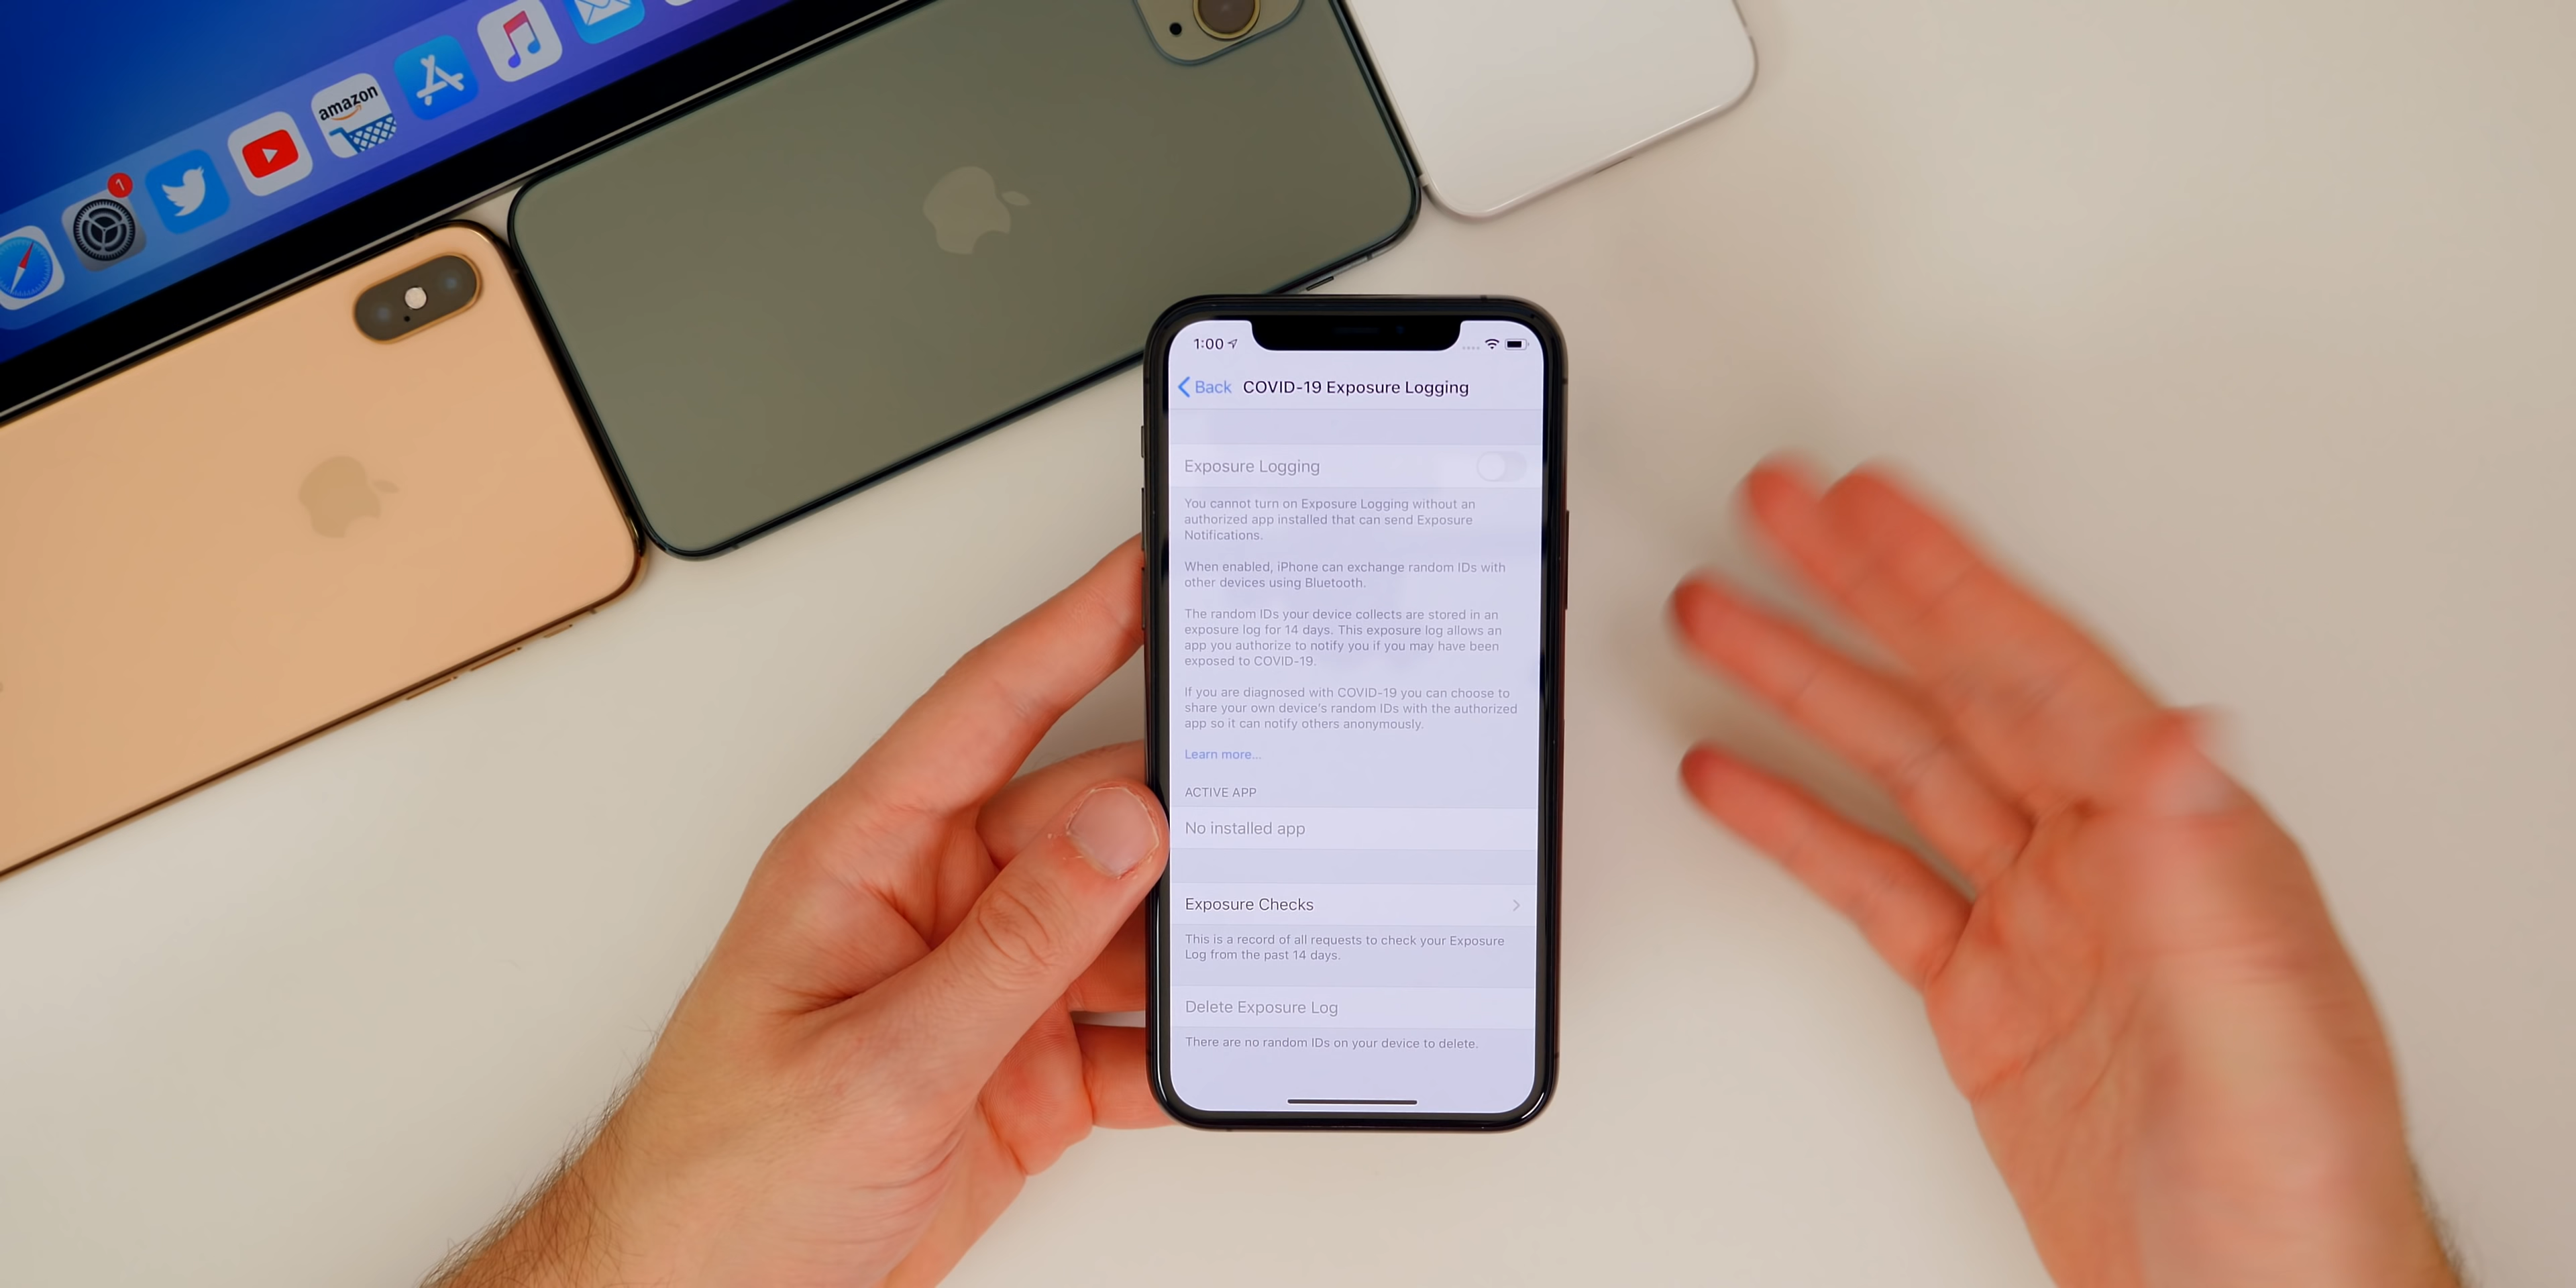 amazon
1
1:00
Back COVID-19 Exposure Logging
Exposure Logging
You cannot turn on Exposure Logging without an
authorized app installed that can send Exposure
Notifications.
When enabled, iPhone can exchange random IDs with
other devices using Bluetooth.
The random IDs your device collects are stored in an
exposure log for 14 days. This exposure log allows an
app you authorize to notify you if you may have been
exposed to COVID-19.
If you are diagnosed with COVID-19 you can choose to
share your own device's random IDs with the authorized
app so it can notify others anonymously.
Learn more...
ACTIVE APP
No installed app
Exposure Checks
This is a record of all requests to check your Exposure
Log from the past 14 days.
Delete Exposure Log
There are no random IDs on your device to delete.